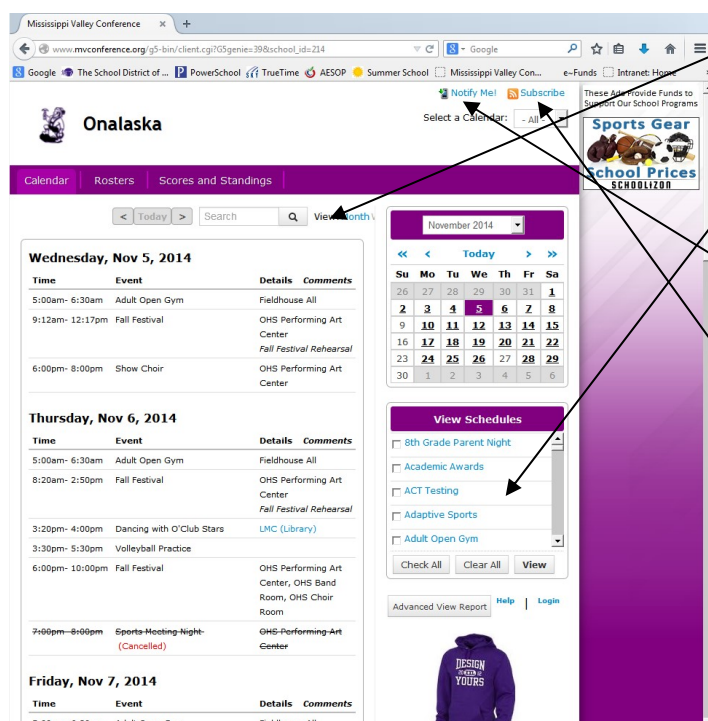 Mississippi Valley Conference × +
www.mvconference.org/g5-bin/client.cgi?G5genie=39&school_id=214 Google
Google The School District of ... PowerSchool TrueTime AESOP Summer School Mississippi Valley Con... e~Funds Intranet: Home
Notify Me! Subscribe
Onalaska
Select a Calendar: - All -
These Ads Provide Funds to
Support Our School Programs
Sports Gear
School Prices
SCHOOLIZON
Calendar Rosters Scores and Standings
< Today > Search View: Month
Wednesday, Nov 5, 2014
Time Event Details Comments
5:00am- 6:30am Adult Open Gym Fieldhouse All
9:12am- 12:17pm Fall Festival OHS Performing Art
Center
Fall Festival Rehearsal
6:00pm- 8:00pm Show Choir OHS Performing Art
Center
Thursday, Nov 6, 2014
Time Event Details Comments
5:00am- 6:30am Adult Open Gym Fieldhouse All
8:20am- 2:50pm Fall Festival OHS Performing Art
Center
Fall Festival Rehearsal
3:20pm- 4:00pm Dancing with O'Club Stars LMC (Library)
3:30pm- 5:30pm Volleyball Practice
6:00pm- 10:00pm Fall Festival OHS Performing Art
Center, OHS Band
Room, OHS Choir
Room
7:00pm- 8:00pm Sports Meeting Night- OHS Performing Art
(Cancelled) Center
Friday, Nov 7, 2014
Time Event Details Comments
November 2014
« < Today > »
Su Mo Tu We Th Fr Sa
26 27 28 29 30 31 1
2 3 4 5 6 7 8
9 10 11 12 13 14 15
16 17 18 19 20 21 22
23 24 25 26 27 28 29
30 1 2 3 4 5 6
View Schedules
8th Grade Parent Night
Academic Awards
ACT Testing
Adaptive Sports
Adult Open Gym
Check All Clear All View
Advanced View Report Help | Login
DESIGN
YOURS